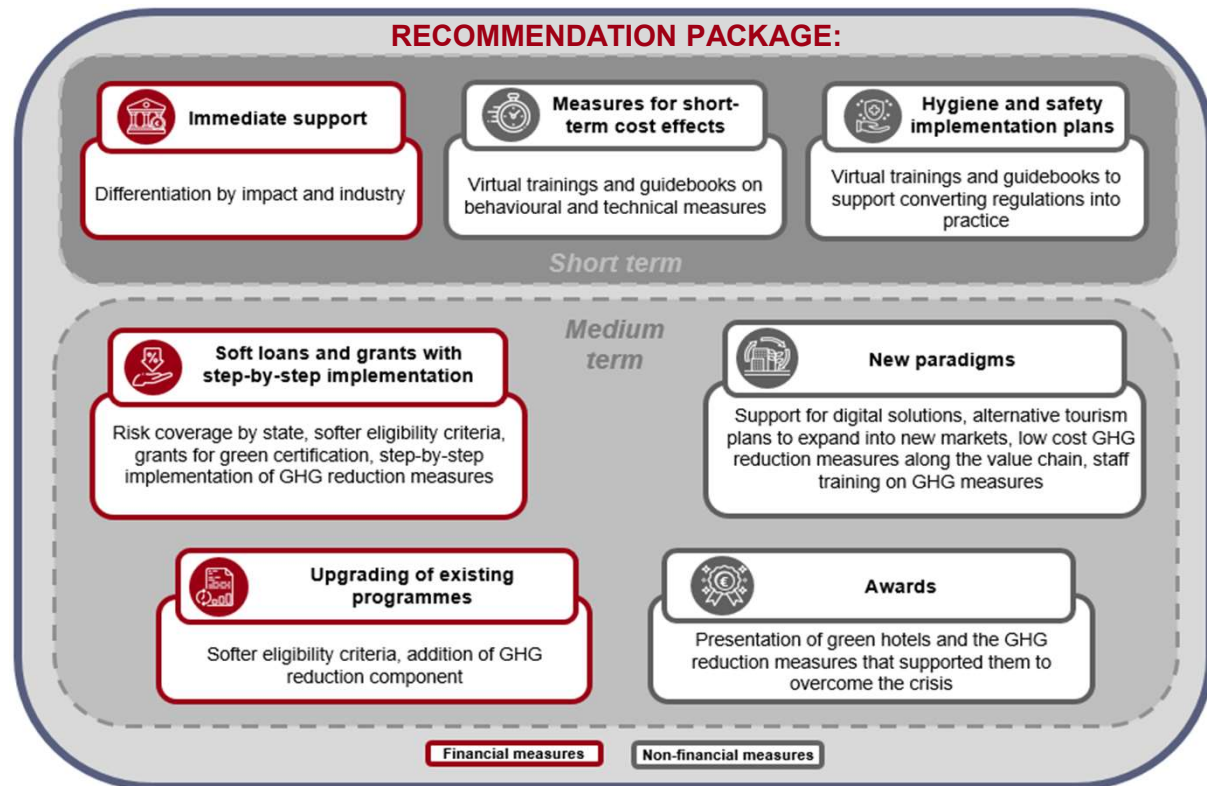 RECOMMENDATION PACKAGE:
Immediate support
Differentiation by impact and industry
Measures for short-
term cost effects
Virtual trainings and guidebooks on
behavioural and technical measures
Hygiene and safety
implementation plans
Virtual trainings and guidebooks to
support converting regulations into
practice
Short term
Medium
term
Soft loans and grants with
step-by-step implementation
Risk coverage by state, softer eligibility criteria,
grants for green certification, step-by-step
implementation of GHG reduction measures
New paradigms
Support for digital solutions, alternative tourism
plans to expand into new markets, low cost GHG
reduction measures along the value chain, staff
training on GHG measures
Upgrading of existing
programmes
Softer eligibility criteria, addition of GHG
reduction component
Awards
Presentation of green hotels and the GHG
reduction measures that supported them to
overcome the crisis
Financial measures
Non-financial measures